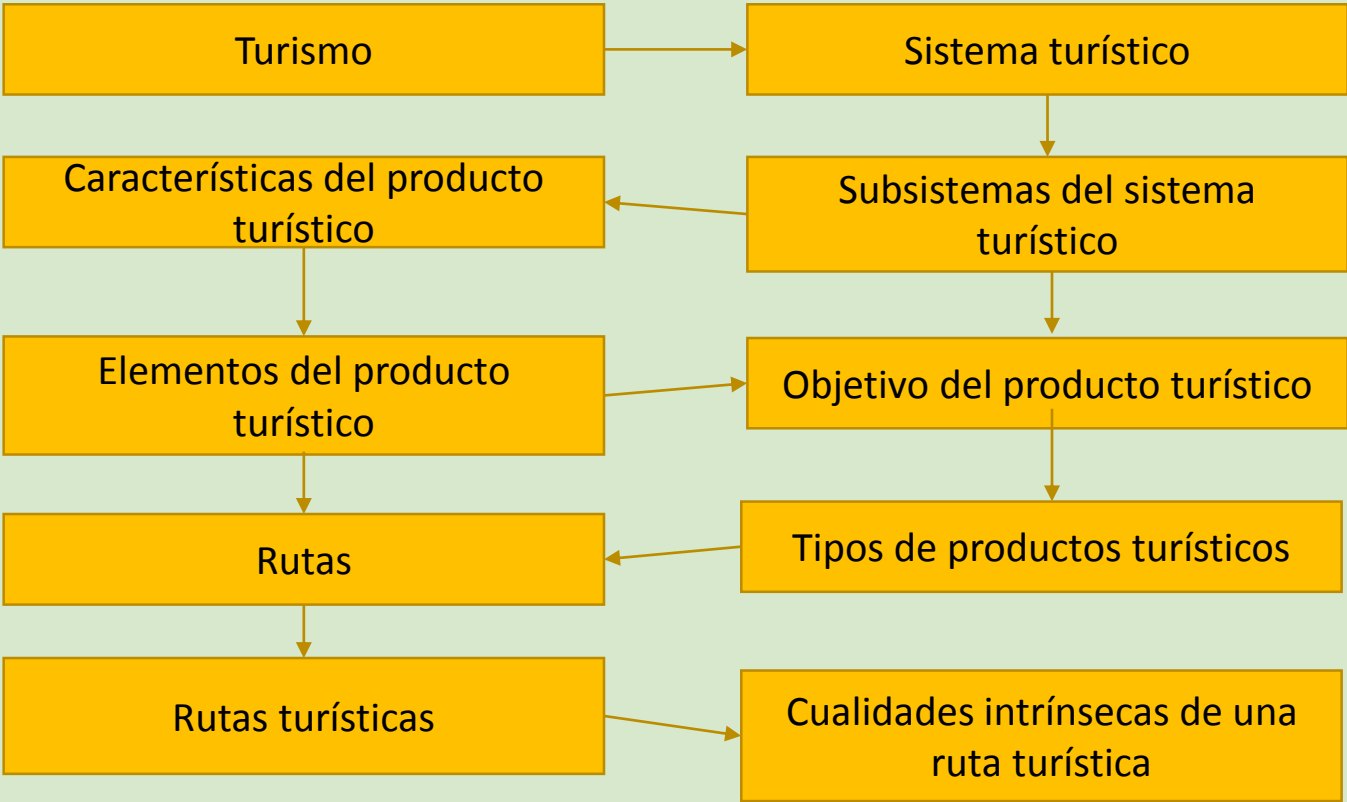 Turismo
Sistema turístico
Características del producto
turístico
Subsistemas del sistema
turístico
Elementos del producto
turístico
Objetivo del producto turístico
Rutas
Tipos de productos turísticos
Rutas turísticas
Cualidades intrínsecas de una
ruta turística